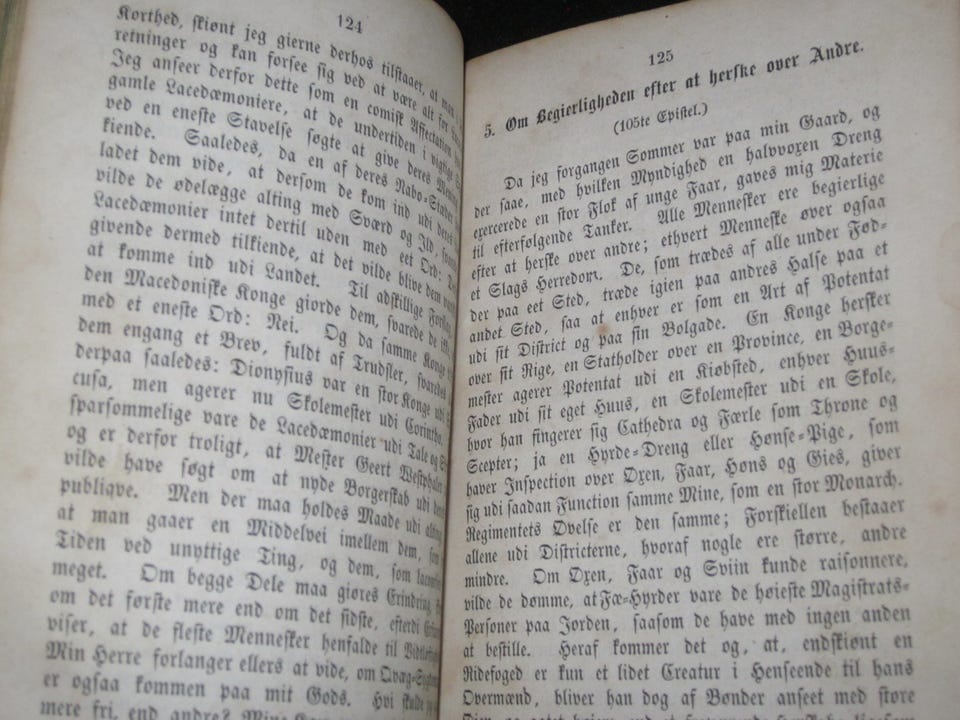 124
Korthed, skiønt jeg gierne derhos tilstaaer, at man
retninger og kan forsee sig ved at være alt for
Jeg anseer derfor dette som en comisk Affectation
gamle Lacedæmoniere, at de undertiden i vigtige
ved en eneste Stavelse søgte at give deres Mening
kiende. Saaledes, da en af deres Nabo-Stæder
ladet dem vide, at dersom de kom ind udi deres
vilde de ødelægge alting med Sværd og Ild,
Lacedæmonier intet dertil uden med eet Ord:
givende dermed tilkiende, at det vilde blive dem
at komme ind udi Landet. Til adskillige
den Macedoniske Konge giorde dem, svarede de
med et eneste Ord: Nei. Og da samme Konge
dem engang et Brev, fuldt af Trudsler, svarede
derpaa saaledes: Dionysius var en stor Konge udi
cusa, men agerer nu Skolemester udi Corintho.
sparsommelige vare de Lacedæmonier udi Tale og
og er derfor troligt, at Mester Geert Westphaler
vilde have søgt om at nyde Borgerskab udi
publiqve. Men der maa holdes Maade udi alting
at man gaaer en Middelvei imellem dem, som
Tiden ved unyttige Ting, og dem, som
meget. Om begge Dele maa giøres Erindring,
om det første mere end om det sidste, efterdi
viser, at de fleste Mennesker henfalde til
Min Herre forlanger ellers at vide, om Qvæg-Sygen
er ogsaa kommen paa mit Gods. Hvi skulde
mere fri, end andre?
125
5. Om Begierligheden efter at herske over Andre.
(105te Epistel.)
Da jeg forgangen Sommer var paa min Gaard, og
der saae, med hvilken Myndighed en halvvoxen Dreng
exercerede en stor Flok af unge Faar, gaves mig Materie
til efterfølgende Tanker. Alle Mennesker ere begierlige
efter at herske over andre; ethvert Menneske øver ogsaa
et Slags Herredom. De, som trædes af alle under Fød-
der paa eet Sted, træde igien paa andres Halse paa et
andet Sted, saa at enhver er som en Art af Potentat
udi sit District og paa sin Bolgade. En Konge hersker
over sit Rige, en Statholder over en Province, en Borge-
mester agerer Potentat udi en Kiøbsted, enhver Huus-
Fader udi sit eget Huus, en Skolemester udi en Skole,
hvor han fingerer sig Cathedra og Færle som Throne og
Scepter; ja en Hyrde-Dreng eller Hønse-Pige, som
haver Inspection over Oxen, Faar, Høns og Gies, giver
sig udi saadan Function samme Mine, som en stor Monarch.
Regimentets Øvelse er den samme; Forskiellen bestaaer
allene udi Districterne, hvoraf nogle ere større, andre
mindre. Om Oxen, Faar og Sviin kunde raisonnere,
vilde de dømme, at Fæ-Hyrder vare de høieste Magistrats-
Personer paa Jorden, saasom de have med ingen anden
at bestille. Heraf kommer det og, at, endskiønt en
Ridefoged er kun et lidet Creatur i Henseende til hans
Overmænd, bliver han dog af Bønder anseet med store